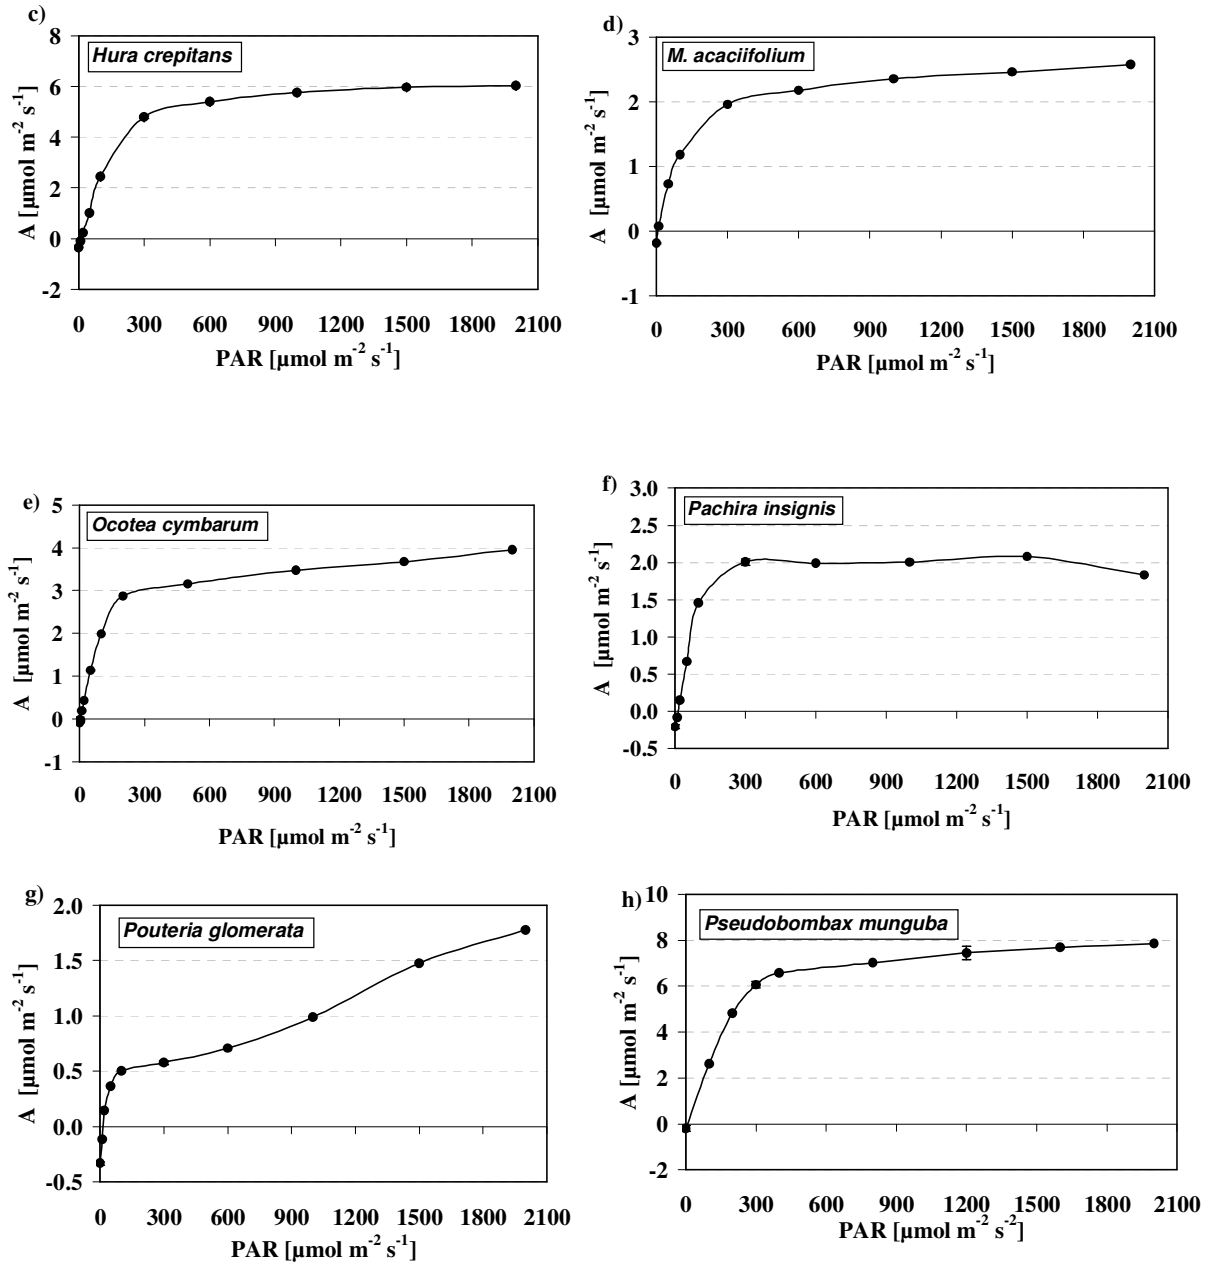 c)
Hura crepitans
A [µmol m-2 s-1]
8
6
4
2
0
-2
0 300 600 900 1200 1500 1800 2100
PAR [µmol m-2 s-1]
d)
M. acaciifolium
A [µmol m-2 s-1]
3
2
1
0
-1
0 300 600 900 1200 1500 1800 2100
PAR [µmol m-2 s-1]
e)
Ocotea cymbarum
A [µmol m-2 s-1]
5
4
3
2
1
0
-1
0 300 600 900 1200 1500 1800 2100
PAR [µmol m-2 s-1]
f)
Pachira insignis
A [µmol m-2 s-1]
3.0
2.5
2.0
1.5
1.0
0.5
0.0
-0.5
0 300 600 900 1200 1500 1800 2100
PAR [µmol m-2 s-1]
g)
Pouteria glomerata
A [µmol m-2 s-1]
2.0
1.5
1.0
0.5
0.0
-0.5
0 300 600 900 1200 1500 1800 2100
PAR [µmol m-2 s-1]
h)
Pseudobombax munguba
A [µmol m-2 s-1]
10
8
6
4
2
0
-2
0 300 600 900 1200 1500 1800 2100
PAR [µmol m-2 s-2]